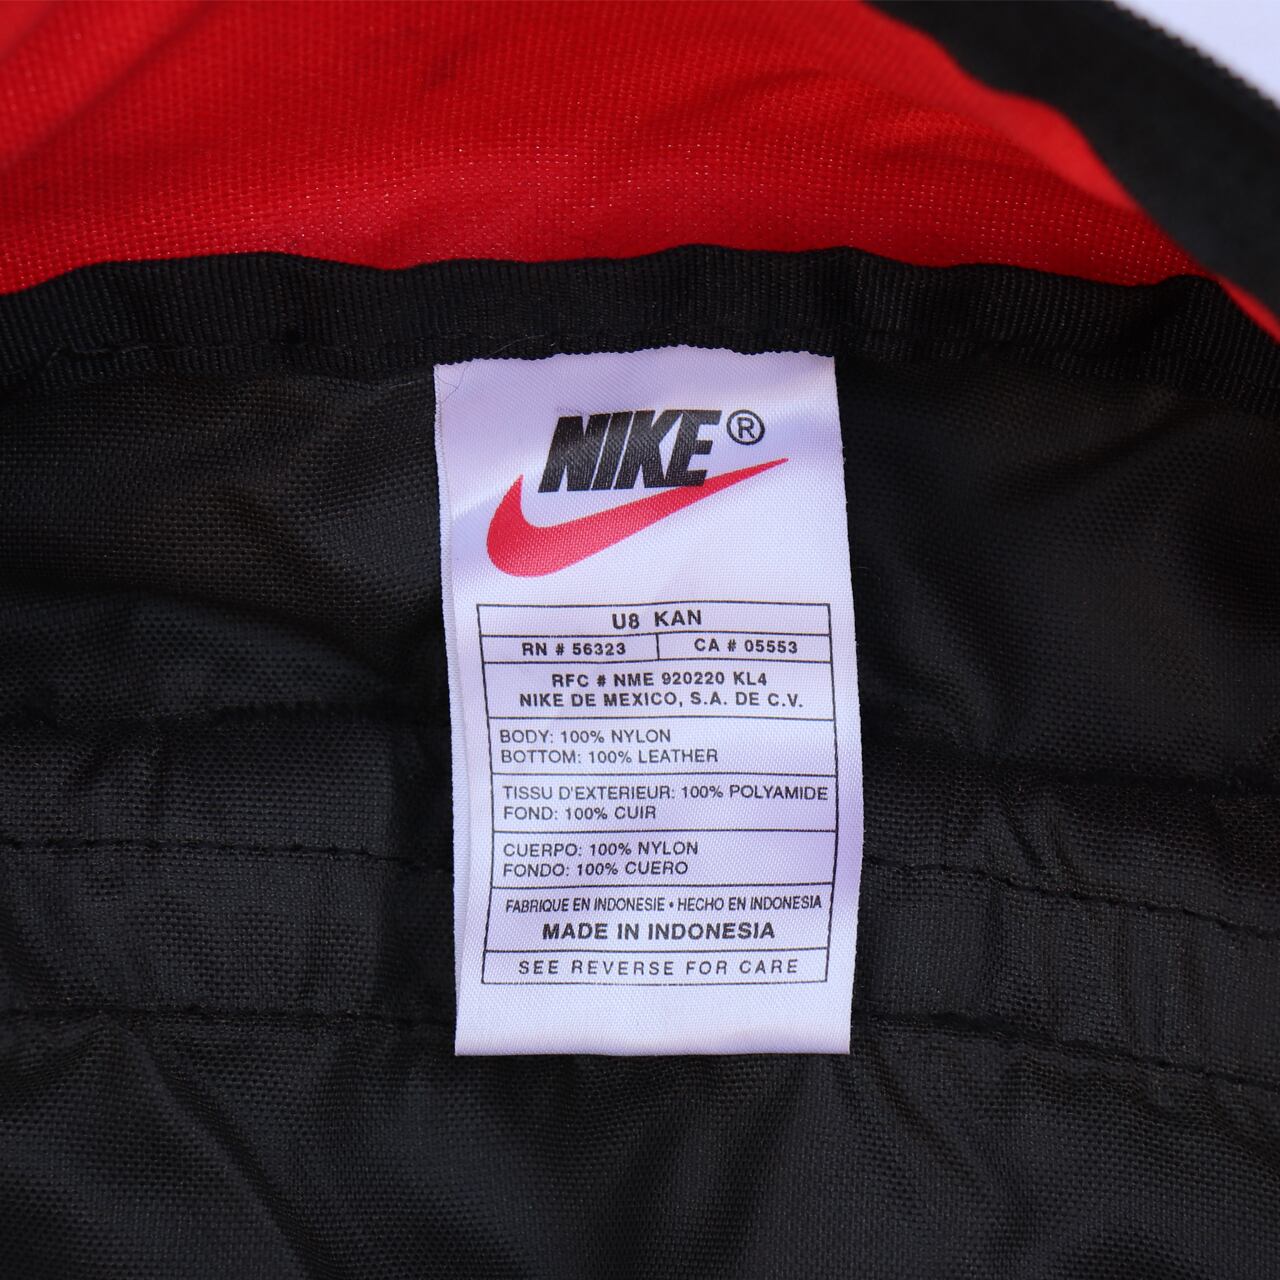 NIKE®
U8 KAN
RN # 56323 CA # 05553
RFC # NME 920220 KL4
NIKE DE MEXICO, S.A. DE C.V.
BODY: 100% NYLON
BOTTOM: 100% LEATHER
TISSU D'EXTERIEUR: 100% POLYAMIDE
FOND: 100% CUIR
CUERPO: 100% NYLON
FONDO: 100% CUERO
FABRIQUE EN INDONESIE • HECHO EN INDONESIA
MADE IN INDONESIA
SEE REVERSE FOR CARE